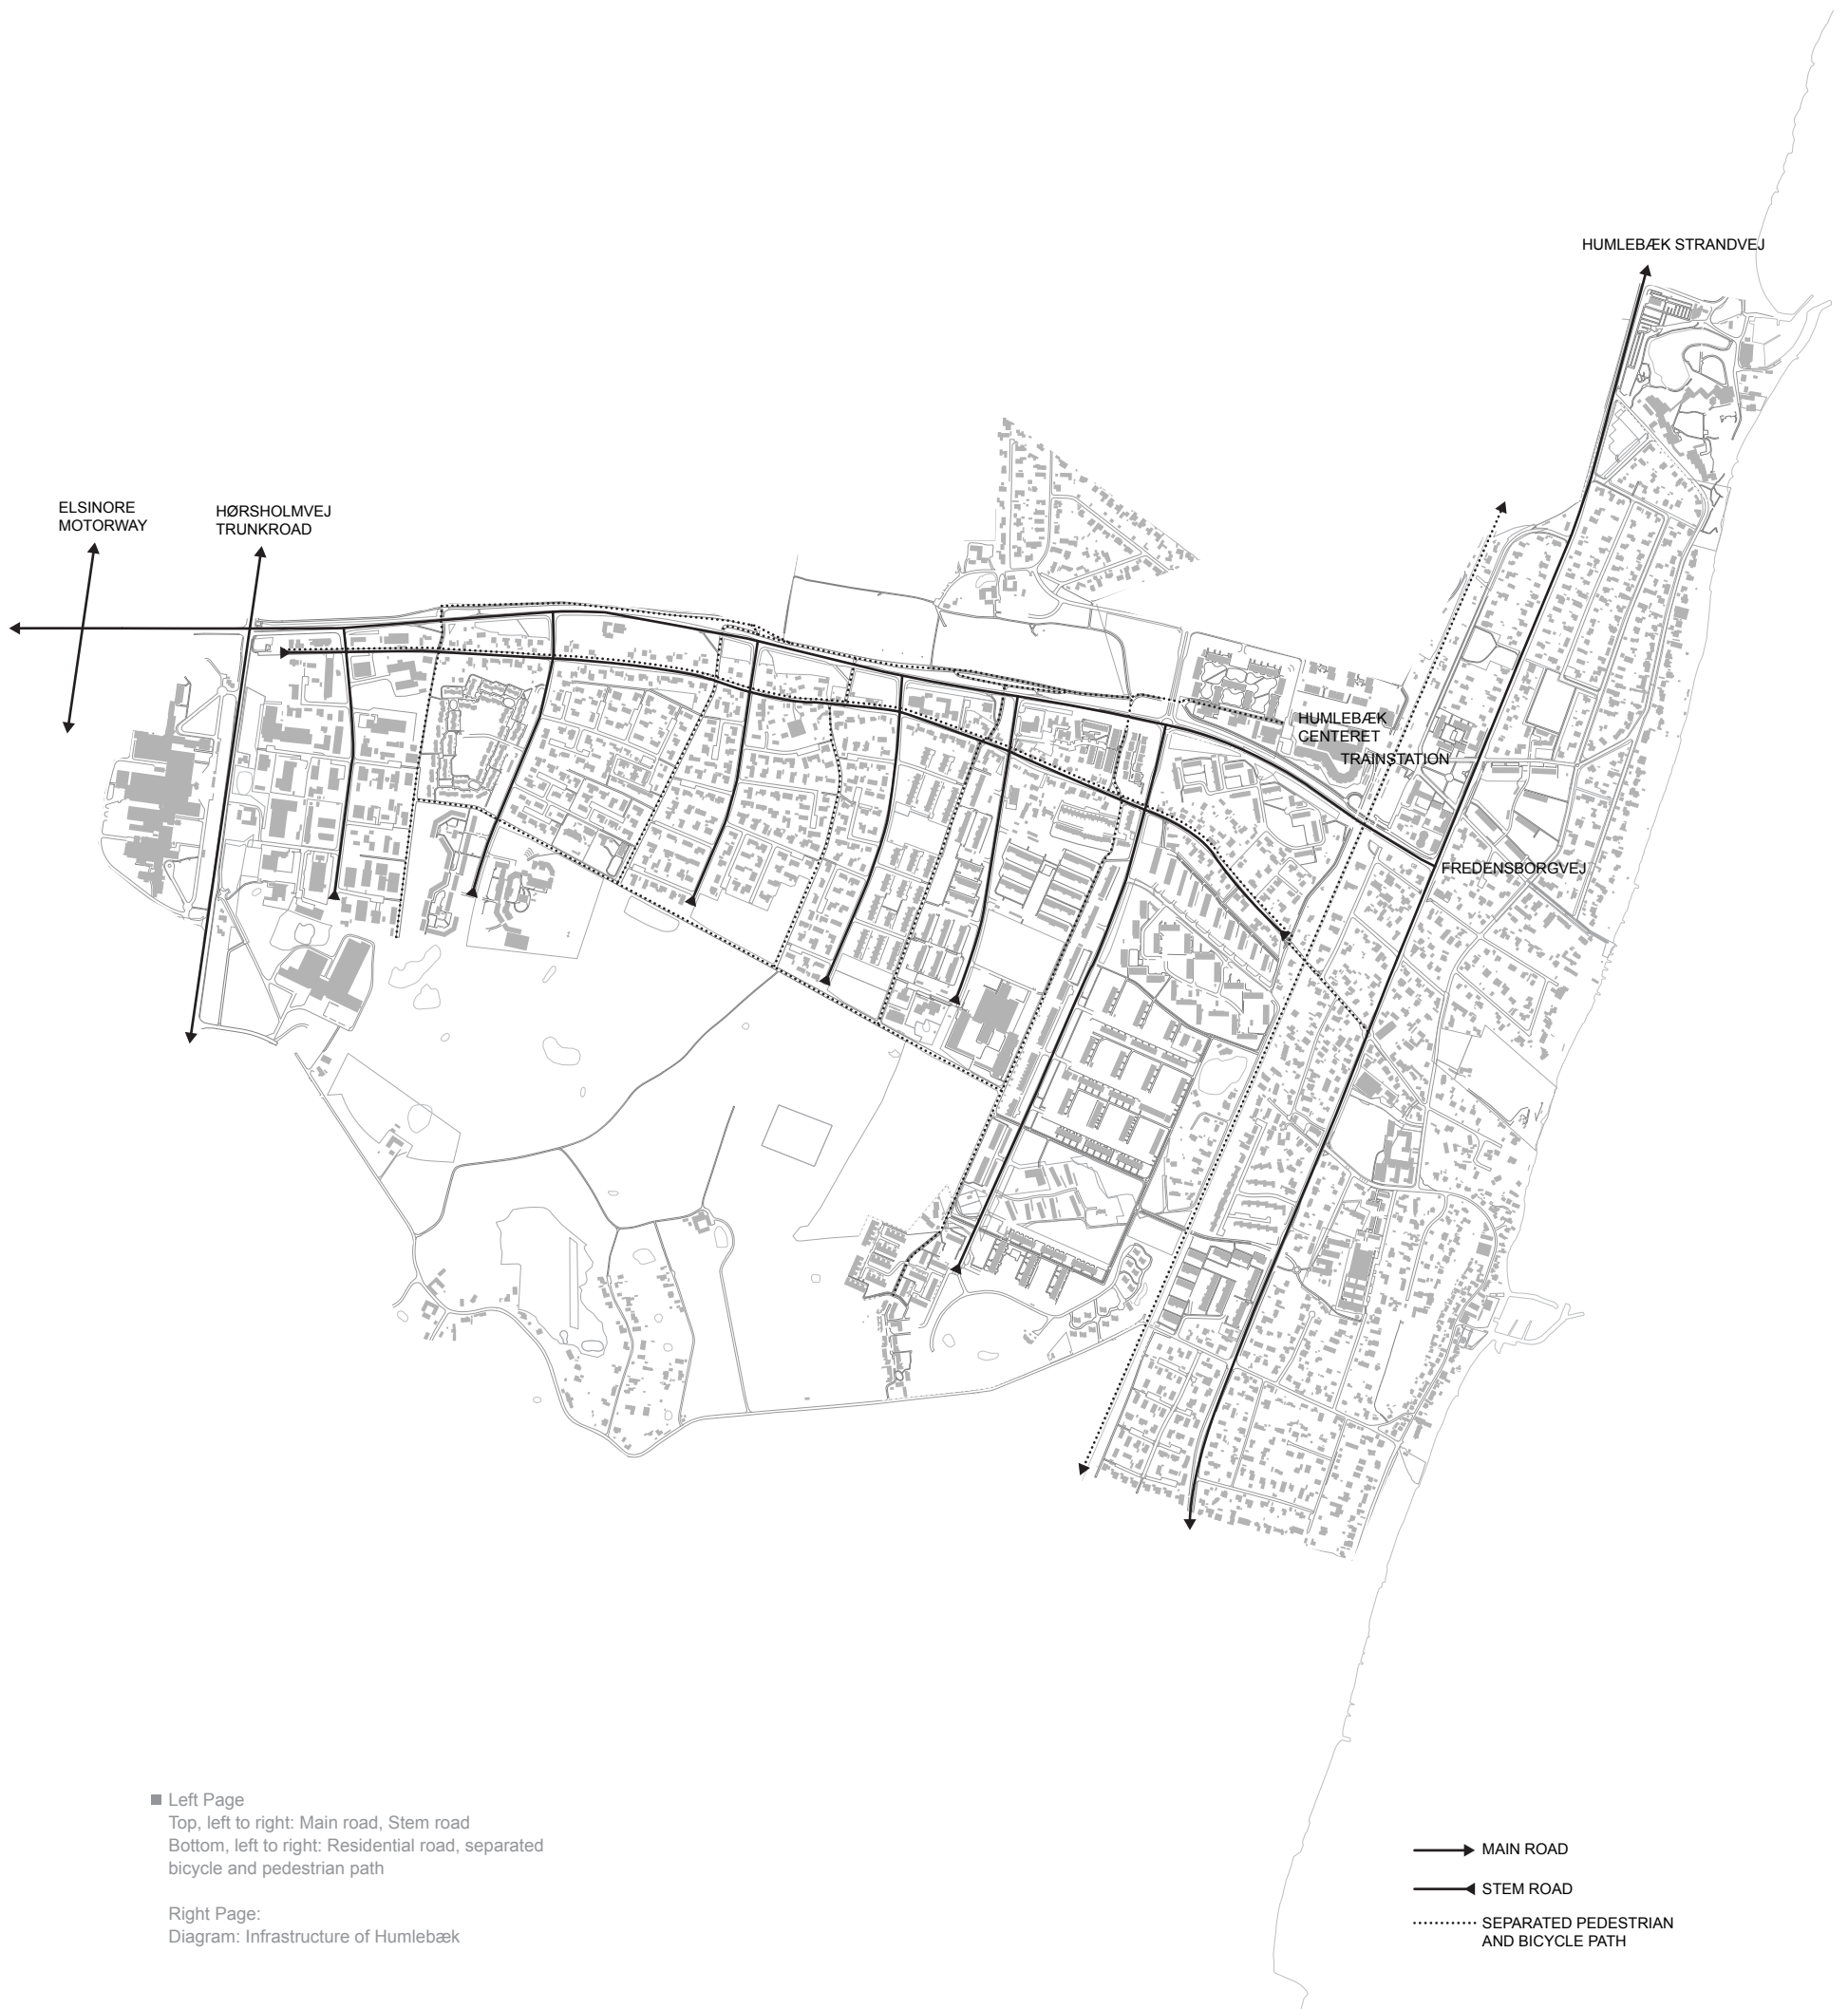 HUMLEBÆK STRANDVEJ
ELSINORE
MOTORWAY
HØRSHOLMVEJ
TRUNKROAD
HUMLEBÆK
CENTERET
TRAINSTATION
FREDENSBORGVEJ
Left Page
Top, left to right: Main road, Stem road
Bottom, left to right: Residential road, separated
bicycle and pedestrian path
Right Page:
Diagram: Infrastructure of Humlebæk
MAIN ROAD
STEM ROAD
SEPARATED PEDESTRIAN
AND BICYCLE PATH